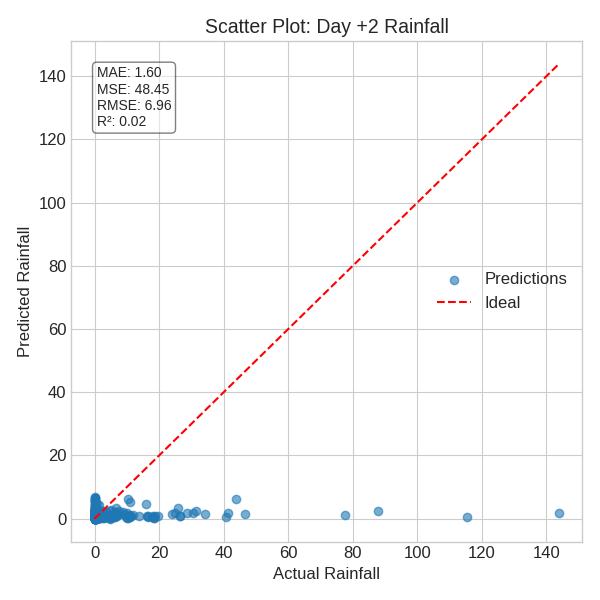 Scatter Plot: Day +2 Rainfall
MAE: 1.60
MSE: 48.45
RMSE: 6.96
R²: 0.02
140
120
100
80
60
40
20
0
Predicted Rainfall
Predictions
Ideal
0 20 40 60 80 100 120 140
Actual Rainfall